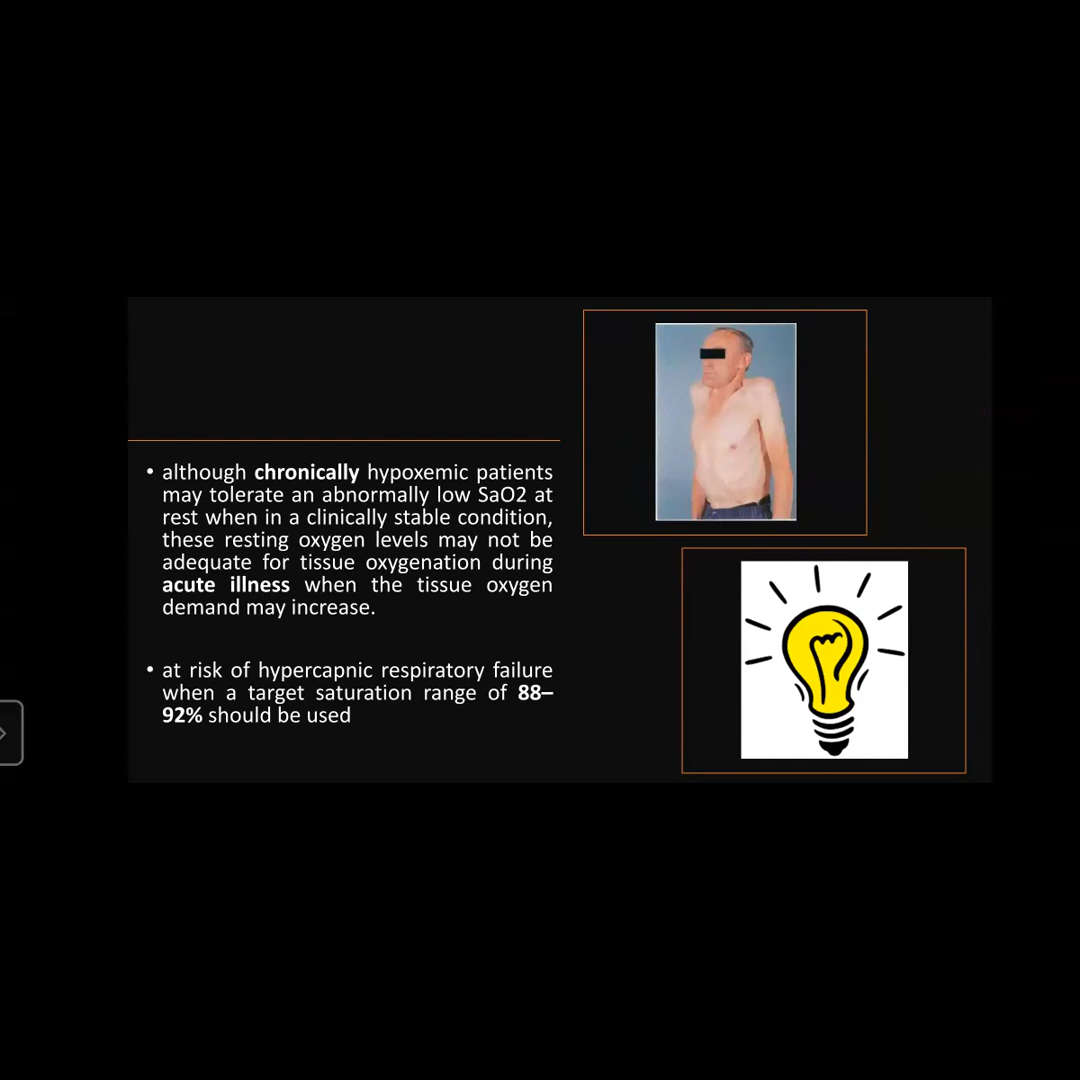 • although chronically hypoxemic patients
may tolerate an abnormally low SaO2 at
rest when in a clinically stable condition,
these resting oxygen levels may not be
adequate for tissue oxygenation during
acute illness when the tissue oxygen
demand may increase.
• at risk of hypercapnic respiratory failure
when a target saturation range of 88–
92% should be used